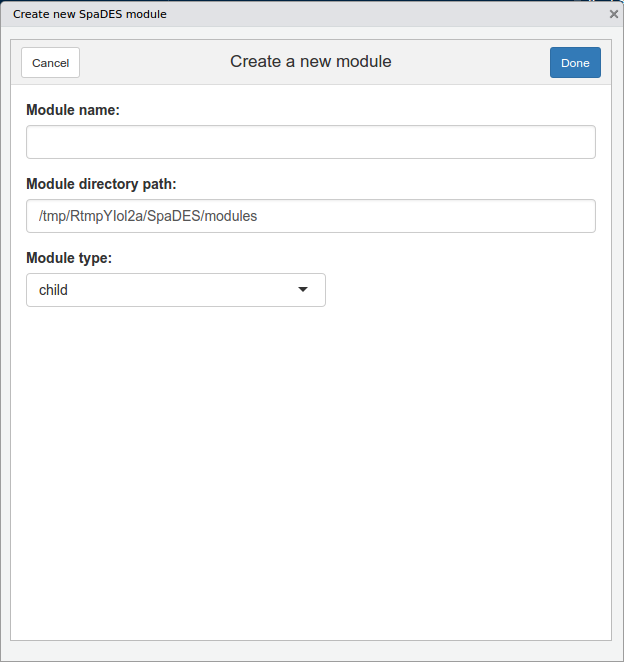 Create new SpaDES module
Cancel
Create a new module
Done
Module name:
Module directory path:
/tmp/RtmpYIol2a/SpaDES/modules
Module type:
child